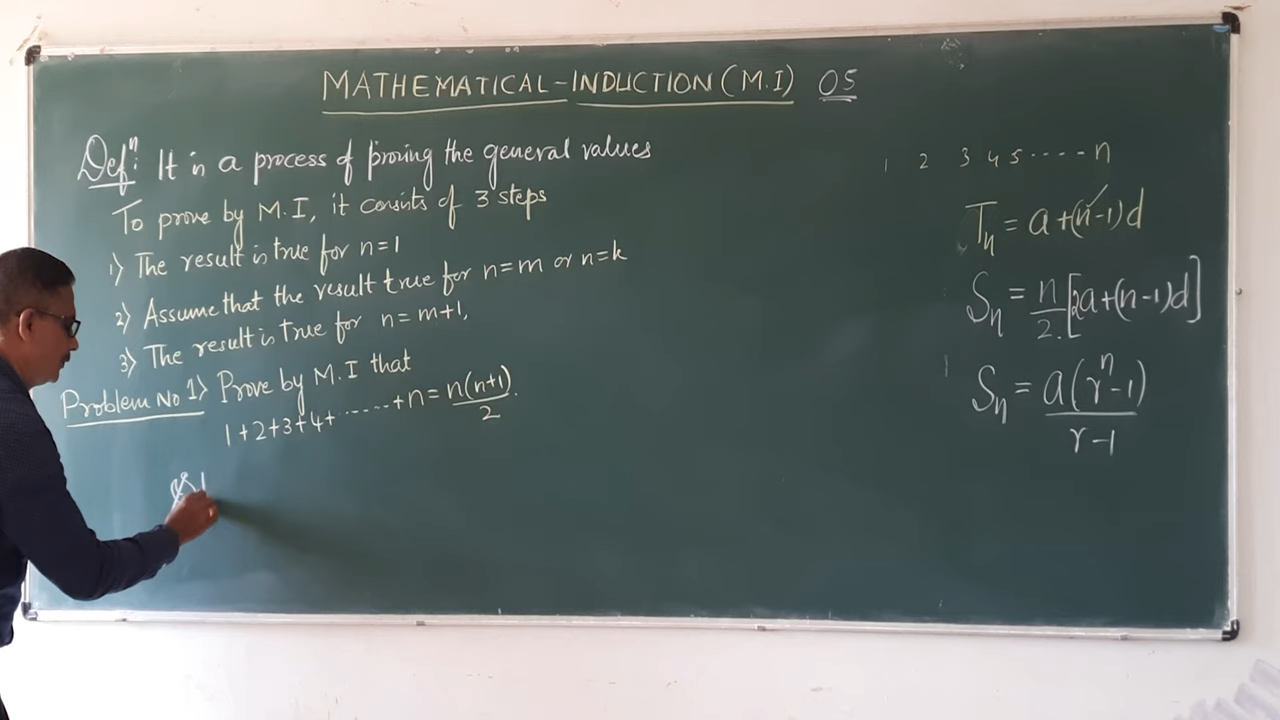 MATHEMATICAL-INDUCTION (M.I) 05
Defⁿ: It is a process of proving the general values
To prove by M.I, it consists of 3 steps
1) The result is true for n=1
2) Assume that the result true for n=m or n=k
3) The result is true for n=m+1,
Problem No 1) Prove by M.I that
1+2+3+4+......+n = n(n+1)/2.
1 2 3 4 5 ..... n
Tn = a+(n-1)d
Sn = n/2. [2a+(n-1)d]
Sn = a(rⁿ-1)/r-1